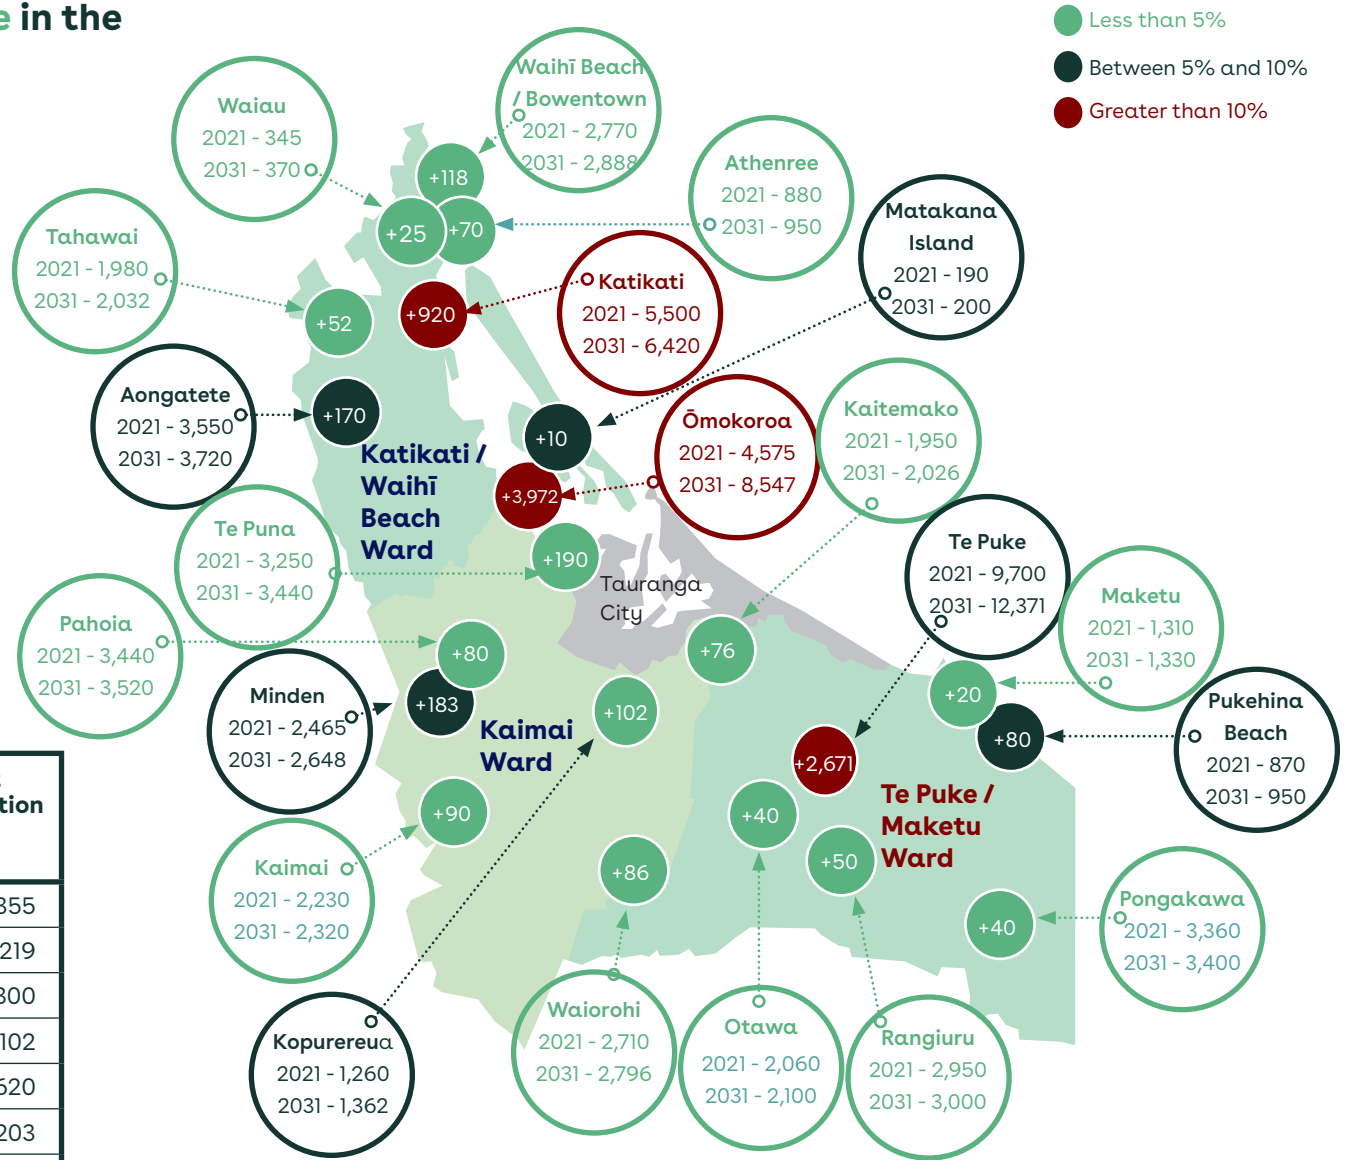 e in the
Less than 5%
Between 5% and 10%
Greater than 10%
Waihī Beach
/ Bowentown
2021 - 2,770
2031 - 2,888
Waiau
2021 - 345
2031 - 370
Athenree
2021 - 880
2031 - 950
Matakana
Island
2021 - 190
2031 - 200
Tahawai
2021 - 1,980
2031 - 2,032
Katikati
2021 - 5,500
2031 - 6,420
Aongatete
2021 - 3,550
2031 - 3,720
Ōmokoroa
2021 - 4,575
2031 - 8,547
Kaitemako
2021 - 1,950
2031 - 2,026
Te Puna
2021 - 3,250
2031 - 3,440
Te Puke
2021 - 9,700
2031 - 12,371
Maketu
2021 - 1,310
2031 - 1,330
Pahoia
2021 - 3,440
2031 - 3,520
Minden
2021 - 2,465
2031 - 2,648
Pukehina
Beach
2021 - 870
2031 - 950
Kaimai
2021 - 2,230
2031 - 2,320
Pongakawa
2021 - 3,360
2031 - 3,400
Kopurereua
2021 - 1,260
2031 - 1,362
Waiorohi
2021 - 2,710
2031 - 2,796
Otawa
2021 - 2,060
2031 - 2,100
Rangiuru
2021 - 2,950
2031 - 3,000
+118
+25
+70
+52
+920
+170
+10
+3,972
+190
+80
+183
+76
+102
+20
+80
+2,671
+90
+40
+50
+86
+40
Katikati /
Waihī
Beach
Ward
Tauranga
City
Kaimai
Ward
Te Puke /
Maketu
Ward
tion
355
219
300
102
620
203